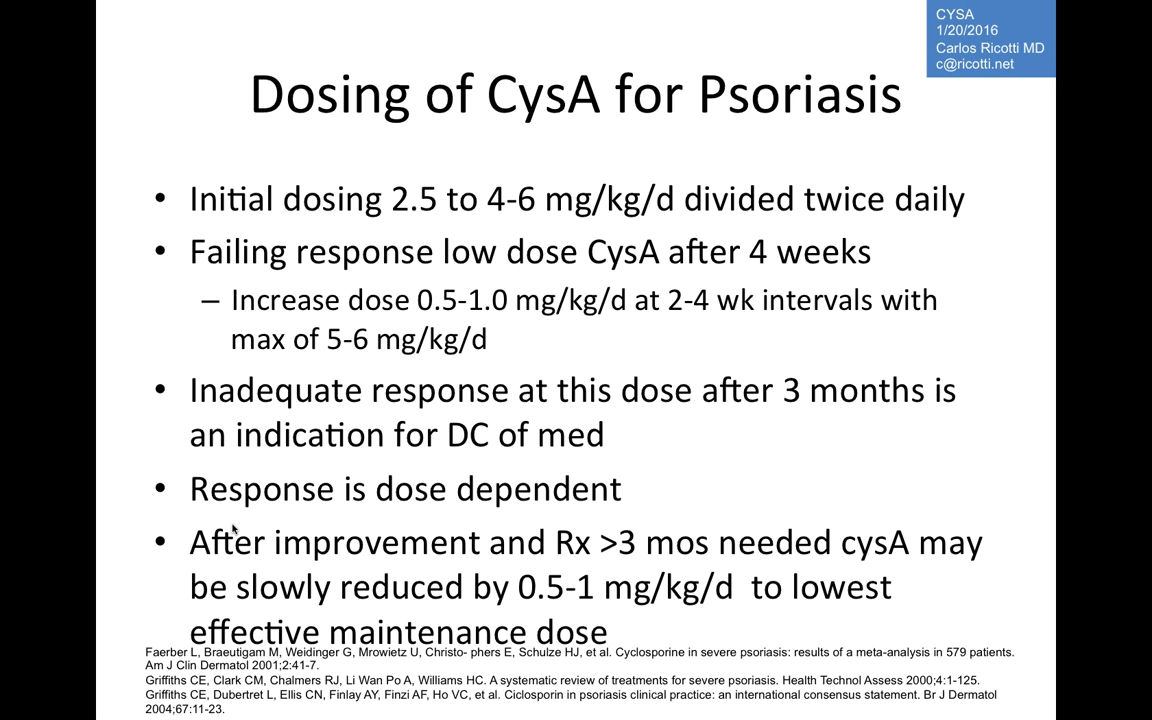 CYSA
1/20/2016
Carlos Ricotti MD
c@ricotti.net
Dosing of CysA for Psoriasis
• Initial dosing 2.5 to 4-6 mg/kg/d divided twice daily
• Failing response low dose CysA after 4 weeks
– Increase dose 0.5-1.0 mg/kg/d at 2-4 wk intervals with
max of 5-6 mg/kg/d
• Inadequate response at this dose after 3 months is
an indication for DC of med
• Response is dose dependent
• After improvement and Rx >3 mos needed cysA may
be slowly reduced by 0.5-1 mg/kg/d  to lowest
effective maintenance dose
Faerber L, Braeutigam M, Weidinger G, Mrowietz U, Christo- phers E, Schulze HJ, et al. Cyclosporine in severe psoriasis: results of a meta-analysis in 579 patients.
Am J Clin Dermatol 2001;2:41-7.
Griffiths CE, Clark CM, Chalmers RJ, Li Wan Po A, Williams HC. A systematic review of treatments for severe psoriasis. Health Technol Assess 2000;4:1-125.
Griffiths CE, Dubertret L, Ellis CN, Finlay AY, Finzi AF, Ho VC, et al. Ciclosporin in psoriasis clinical practice: an international consensus statement. Br J Dermatol
2004;67:11-23.